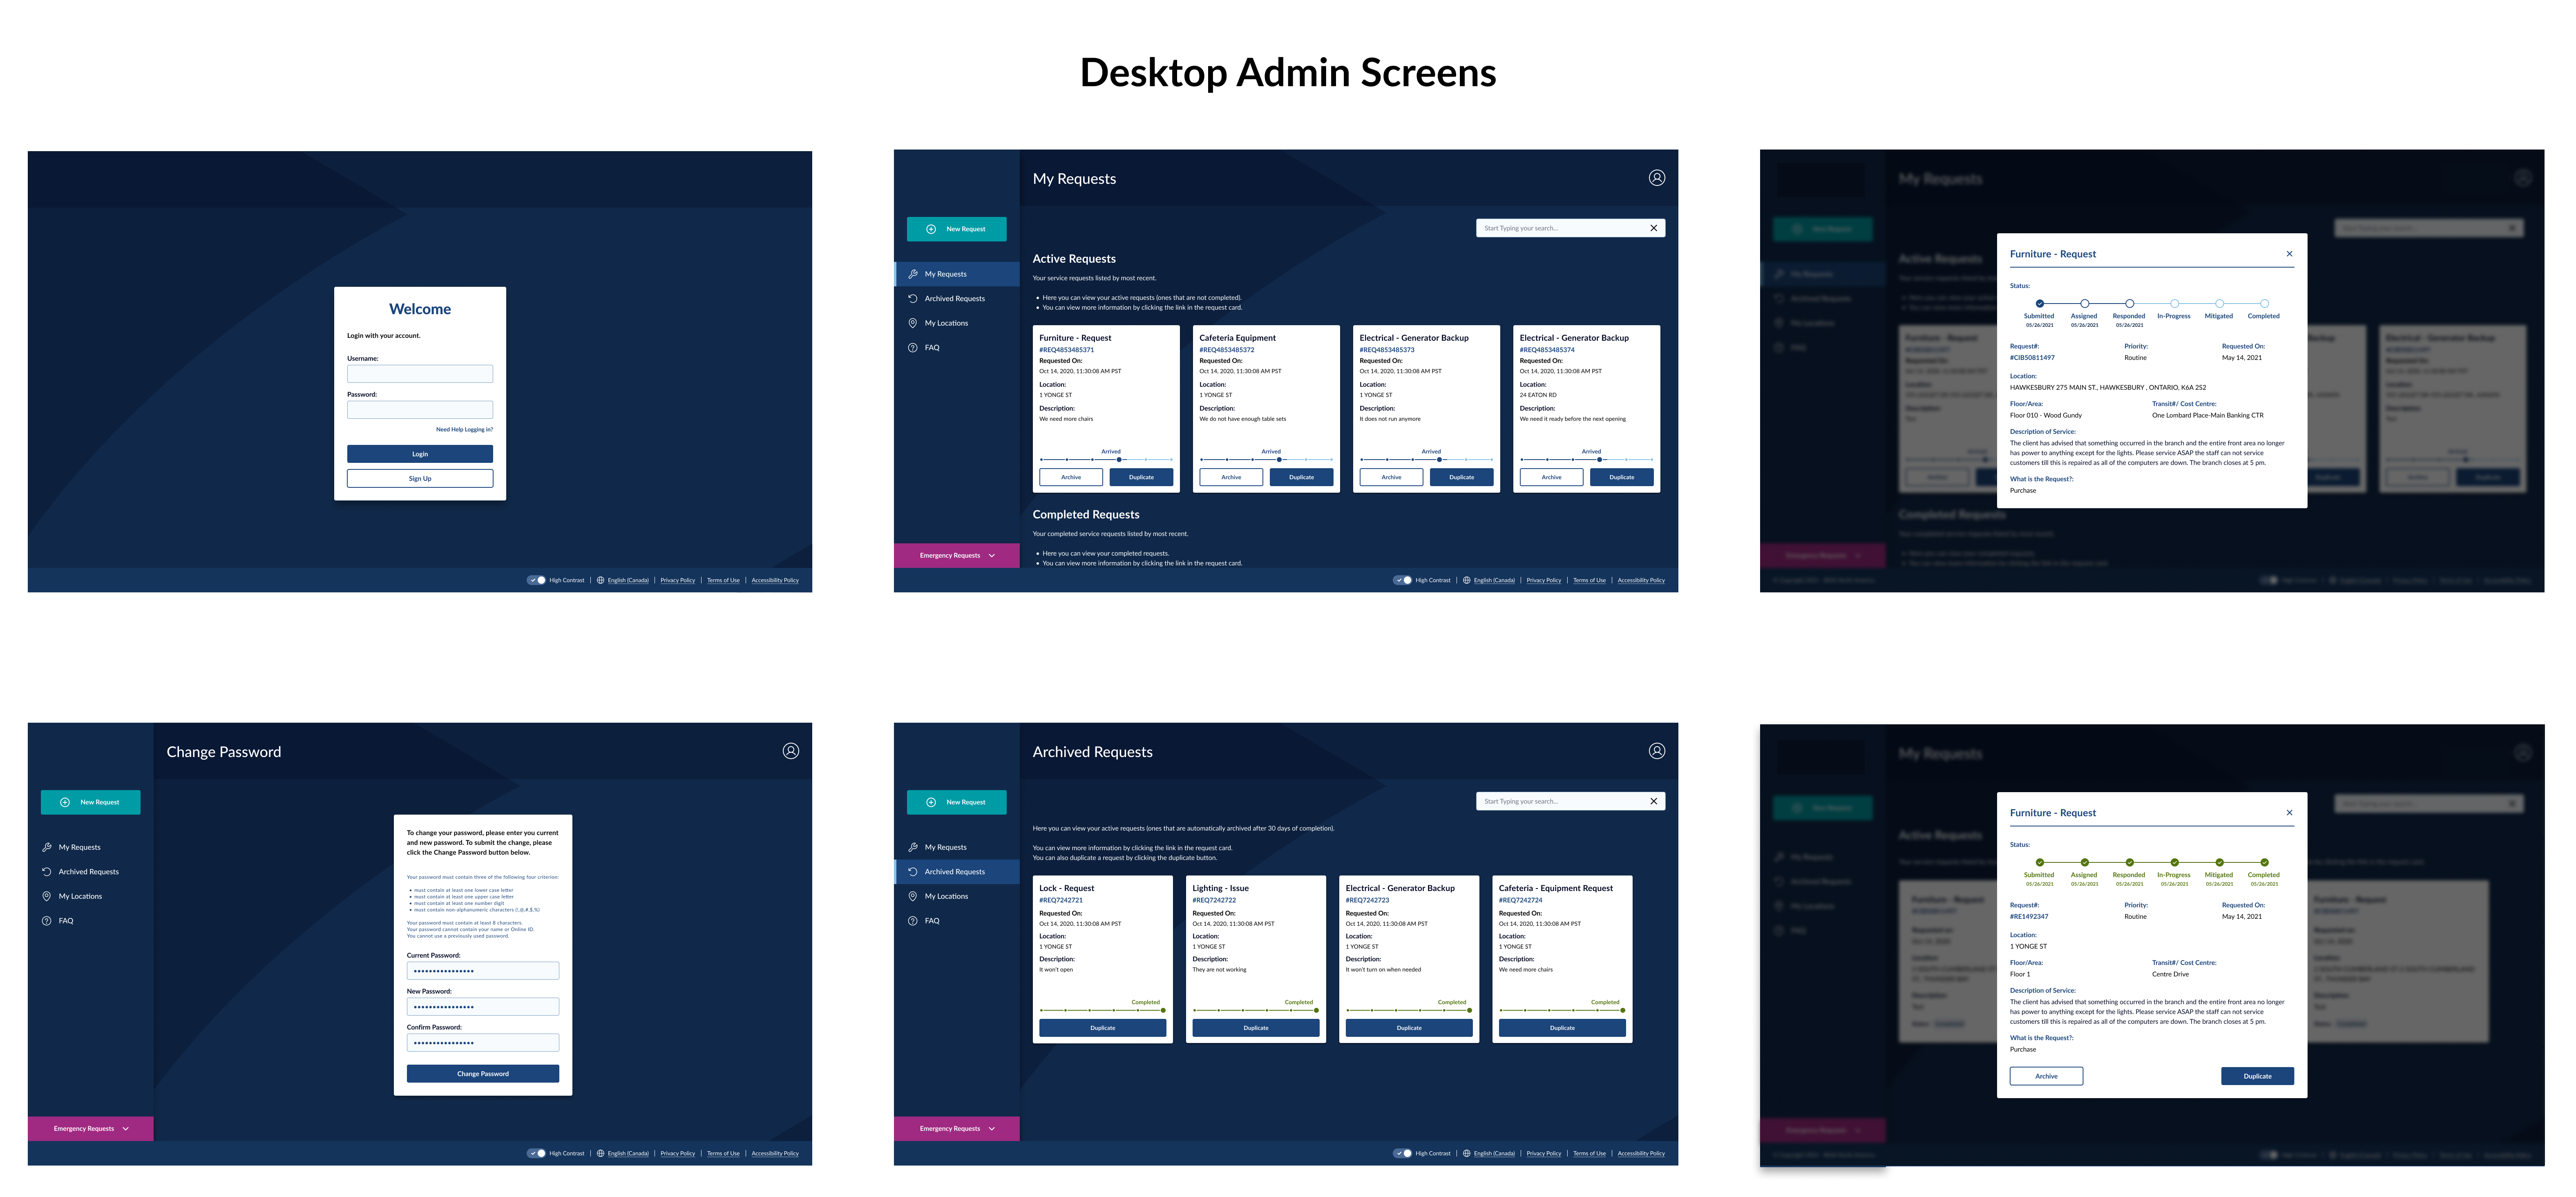 Desktop Admin Screens
Welcome
Login with your account.
Username:
Password:
Need Help Logging in?
Login
Sign Up
High Contrast | English (Canada) | Privacy Policy | Terms of Use | Accessibility Policy
My Requests
New Request
My Requests
Archived Requests
My Locations
FAQ
Emergency Requests
Start Typing your search...
Active Requests
Your service requests listed by most recent.
• Here you can view your active requests (ones that are not completed).
• You can view more information by clicking the link in the request card.
Furniture - Request
#REQ4853485371
Requested On:
Oct 14, 2020, 11:30:08 AM PST
Location:
1 YONGE ST
Description:
We need more chairs
Arrived
Archive
Duplicate
Cafeteria Equipment
#REQ4853485372
Requested On:
Oct 14, 2020, 11:30:08 AM PST
Location:
1 YONGE ST
Description:
We do not have enough table sets
Arrived
Archive
Duplicate
Electrical - Generator Backup
#REQ4853485373
Requested On:
Oct 14, 2020, 11:30:08 AM PST
Location:
1 YONGE ST
Description:
It does not run anymore
Arrived
Archive
Duplicate
Electrical - Generator Backup
#REQ4853485374
Requested On:
Oct 14, 2020, 11:30:08 AM PST
Location:
24 EATON RD
Description:
We need it ready before the next opening
Arrived
Archive
Duplicate
Completed Requests
Your completed service requests listed by most recent.
• Here you can view your completed requests.
• You can view more information by clicking the link in the request card.
High Contrast | English (Canada) | Privacy Policy | Terms of Use | Accessibility Policy
My Requests
New Request
Active Requests
Completed Requests
Emergency Requests
Furniture - Request
Status:
Submitted Assigned Responded In-Progress Mitigated Completed
05/26/2021 05/26/2021 05/26/2021
Request#: Priority: Requested On:
#CIB50811497 Routine May 14, 2021
Location:
HAWKESBURY 275 MAIN ST., HAWKESBURY , ONTARIO, K6A 2S2
Floor/Area: Transit#/ Cost Centre:
Floor 010 - Wood Gundy One Lombard Place-Main Banking CTR
Description of Service:
The client has advised that something occurred in the branch and the entire front area no longer
has power to anything except for the lights. Please service ASAP the staff can not service
customers till this is repaired as all of the computers are down. The branch closes at 5 pm.
What is the Request?:
Purchase
Change Password
New Request
My Requests
Archived Requests
My Locations
FAQ
Emergency Requests
To change your password, please enter you current
and new password. To submit the change, please
click the Change Password button below.
Your password must contain three of the following four criterion:
• must contain at least one lower case letter
• must contain at least one upper case letter
• must contain at least one number digit
• must contain non-alphanumeric characters (!,@,#,$,%)
Your password must contain at least 8 characters.
Your password cannot contain your name or Online ID.
You cannot use a previously used password.
Current Password:
New Password:
Confirm Password:
Change Password
High Contrast | English (Canada) | Privacy Policy | Terms of Use | Accessibility Policy
Archived Requests
New Request
My Requests
Archived Requests
My Locations
FAQ
Emergency Requests
Start Typing your search...
Here you can view your active requests (ones that are automatically archived after 30 days of completion).
You can view more information by clicking the link in the request card.
You can also duplicate a request by clicking the duplicate button.
Lock - Request
#REQ7242721
Requested On:
Oct 14, 2020, 11:30:08 AM PST
Location:
1 YONGE ST
Description:
It won't open
Completed
Duplicate
Lighting - Issue
#REQ7242722
Requested On:
Oct 14, 2020, 11:30:08 AM PST
Location:
1 YONGE ST
Description:
They are not working
Completed
Duplicate
Electrical - Generator Backup
#REQ7242723
Requested On:
Oct 14, 2020, 11:30:08 AM PST
Location:
1 YONGE ST
Description:
It won't turn on when needed
Completed
Duplicate
Cafeteria - Equipment Request
#REQ7242724
Requested On:
Oct 14, 2020, 11:30:08 AM PST
Location:
1 YONGE ST
Description:
We need more chairs
Completed
Duplicate
High Contrast | English (Canada) | Privacy Policy | Terms of Use | Accessibility Policy
My Requests
New Request
Active Requests
Emergency Requests
Furniture - Request
Status:
Submitted Assigned Responded In-Progress Mitigated Completed
05/26/2021 05/26/2021 05/26/2021 05/26/2021 05/26/2021 05/26/2021
Request#: Priority: Requested On:
#RE1492347 Routine May 14, 2021
Location:
1 YONGE ST
Floor/Area: Transit#/ Cost Centre:
Floor 1 Centre Drive
Description of Service:
The client has advised that something occurred in the branch and the entire front area no longer
has power to anything except for the lights. Please service ASAP the staff can not service
customers till this is repaired as all of the computers are down. The branch closes at 5 pm.
What is the Request?:
Purchase
Archive
Duplicate